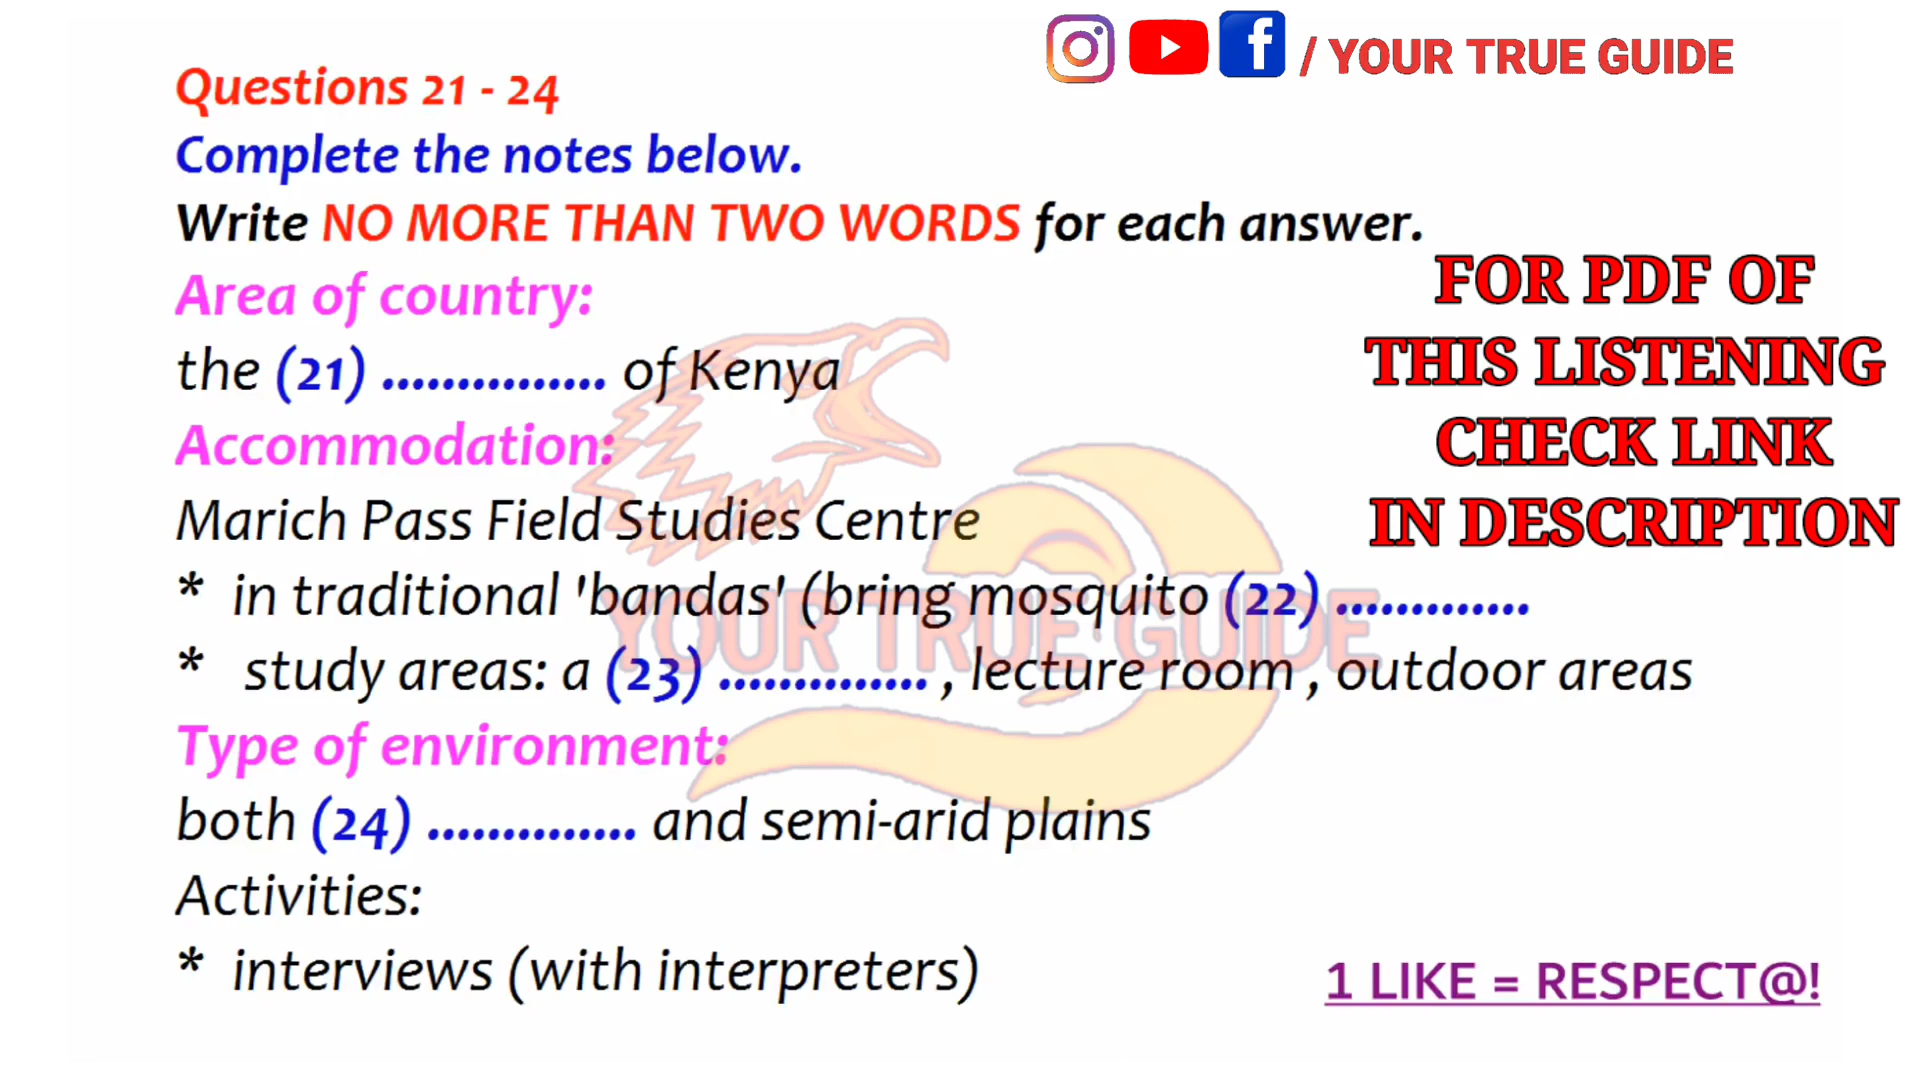 / YOUR TRUE GUIDE
Questions 21 - 24
Complete the notes below.
Write NO MORE THAN TWO WORDS for each answer.
Area of country:
the (21) ............... of Kenya
Accommodation:
Marich Pass Field Studies Centre
* in traditional 'bandas' (bring mosquito (22) .............
* study areas: a (23) .............. , lecture room , outdoor areas
Type of environment:
both (24) .............. and semi-arid plains
Activities:
* interviews (with interpreters)
FOR PDF OF
THIS LISTENING
CHECK LINK
IN DESCRIPTION
YOUR TRUE GUIDE
1 LIKE = RESPECT@!